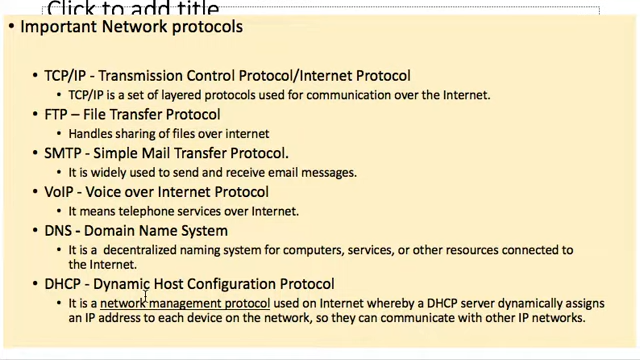 Click to add title
• Important Network protocols
• TCP/IP - Transmission Control Protocol/Internet Protocol
• TCP/IP is a set of layered protocols used for communication over the Internet.
• FTP – File Transfer Protocol
• Handles sharing of files over internet
• SMTP - Simple Mail Transfer Protocol.
• It is widely used to send and receive email messages.
• VoIP - Voice over Internet Protocol
• It means telephone services over Internet.
• DNS - Domain Name System
• It is a decentralized naming system for computers, services, or other resources connected to
the Internet.
• DHCP - Dynamic Host Configuration Protocol
• It is a network management protocol used on Internet whereby a DHCP server dynamically assigns
an IP address to each device on the network, so they can communicate with other IP networks.